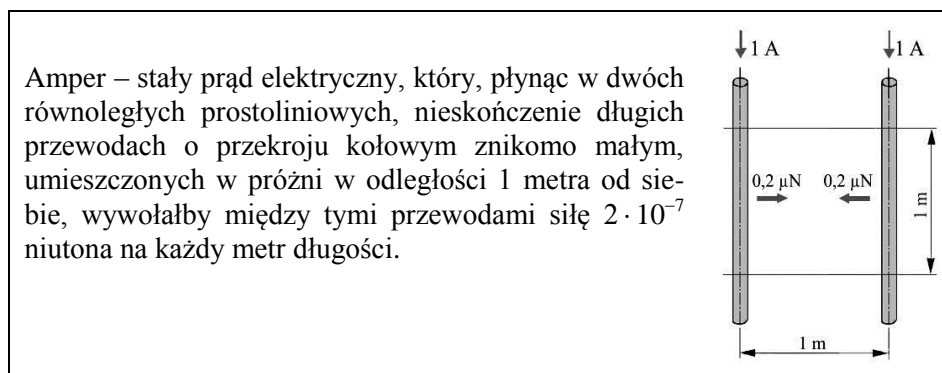 1 A 1 A
Amper – stały prąd elektryczny, który, płynąc w dwóch
równoległych prostoliniowych, nieskończenie długich
przewodach o przekroju kołowym znikomo małym,
umieszczonych w próżni w odległości 1 metra od sie-
bie, wywołałby między tymi przewodami siłę 2 · 10⁻⁷
niutona na każdy metr długości.
0,2 µN 0,2 µN
1 m
1 m